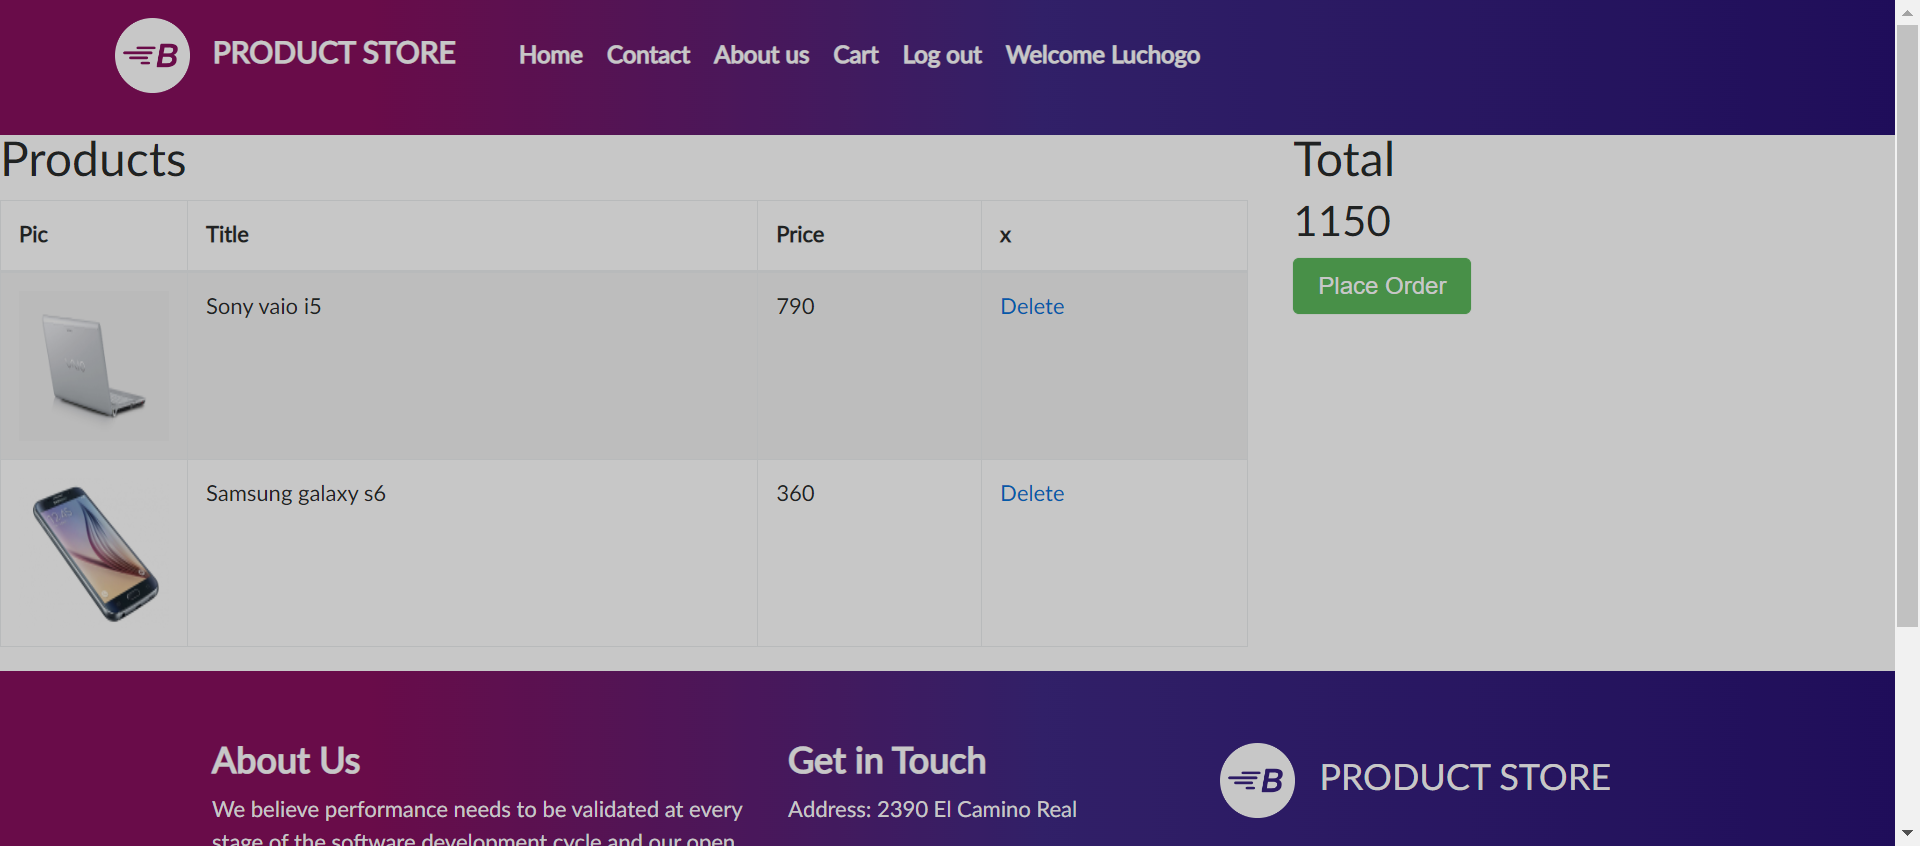 B PRODUCT STORE Home Contact About us Cart Log out Welcome Luchogo
Products
Total
1150
Place Order
Pic Title Price x
Sony vaio i5 790 Delete
Samsung galaxy s6 360 Delete
About Us
We believe performance needs to be validated at every
stage of the software development cycle and our open
Get in Touch
Address: 2390 El Camino Real
B PRODUCT STORE